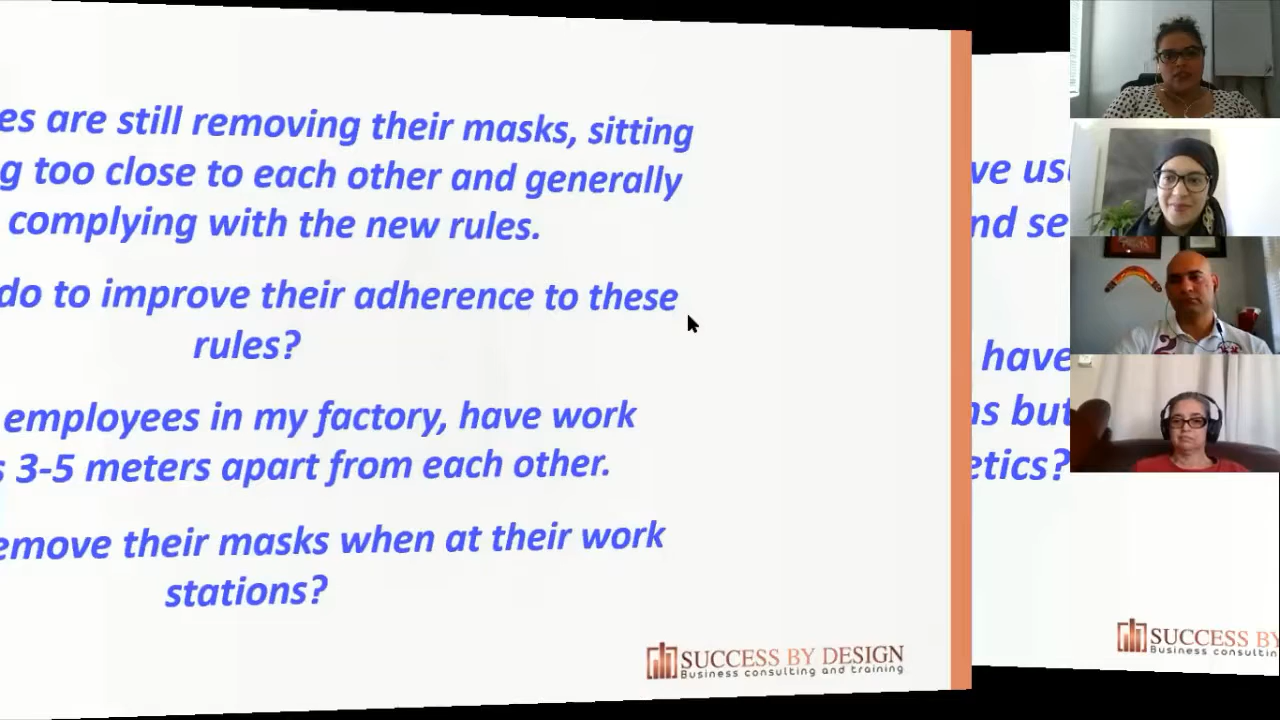 es are still removing their masks, sitting
g too close to each other and generally
complying with the new rules.
do to improve their adherence to these
rules?
employees in my factory, have work
s 3-5 meters apart from each other.
emove their masks when at their work
stations?
SUCCESS BY DESIGN
Business consulting and training
ve us
nd se
have
ns but
etics?
SUCCESS BY
Business consultin